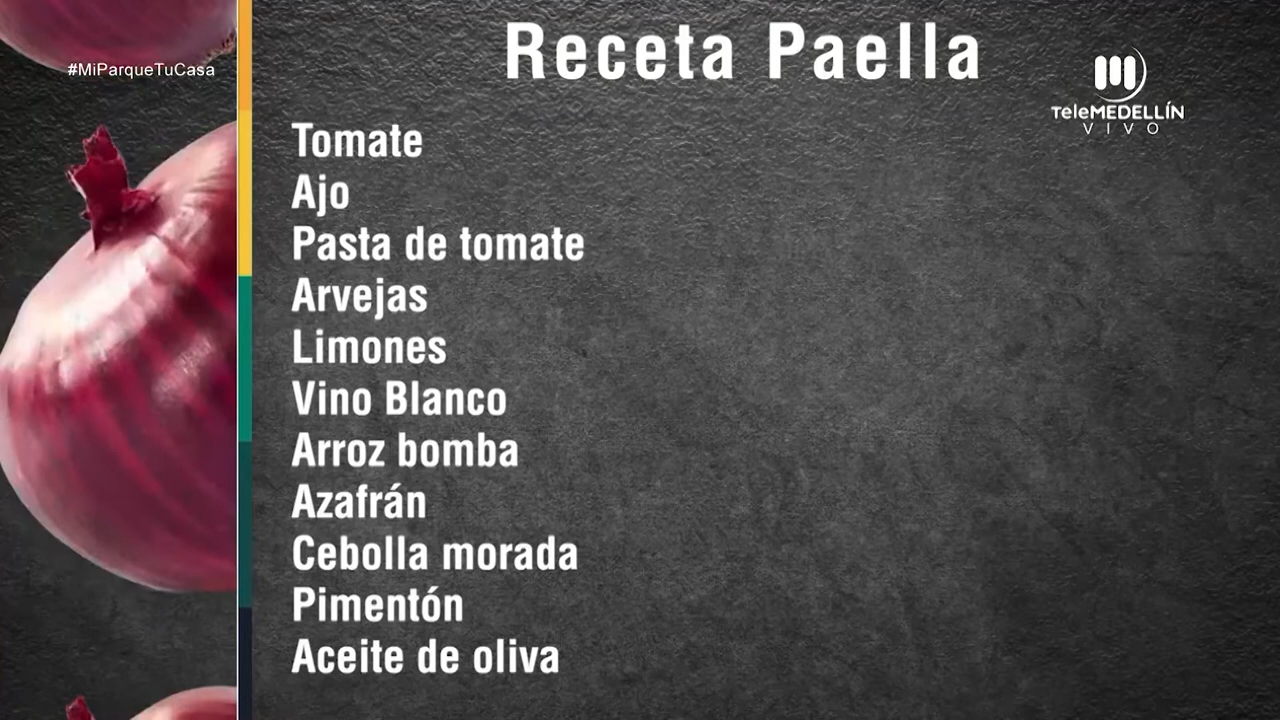 Receta Paella
#MiParqueTuCasa
TeleMEDELLÍN
VIVO
Tomate
Ajo
Pasta de tomate
Arvejas
Limones
Vino Blanco
Arroz bomba
Azafrán
Cebolla morada
Pimentón
Aceite de oliva